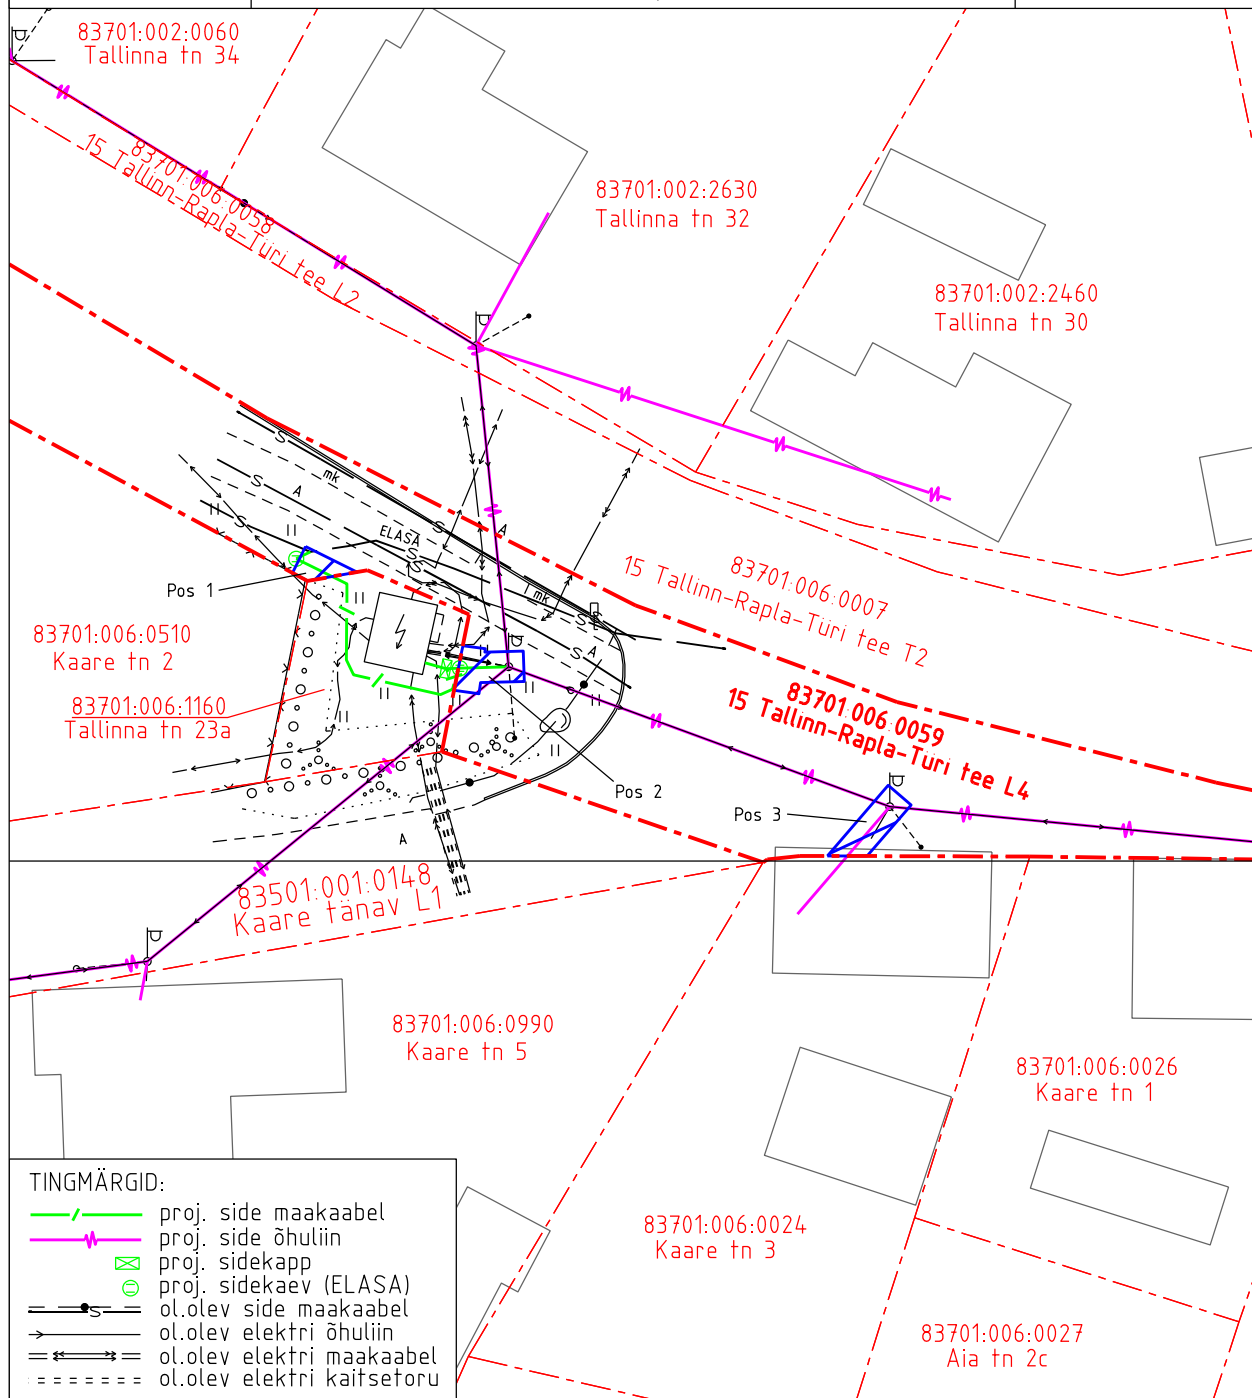 83701:002:0060
Tallinna tn 34
83701:006:0058
15 Tallinn-Rapla-Türi tee L2
83701:002:2630
Tallinna tn 32
83701:002:2460
Tallinna tn 30
S
mk
S
A
S
ELASA
S
A
S
S
Pos 1
mk
S
S
A
83701:006:0007
15 Tallinn-Rapla-Türi tee T2
83701:006:0510
Kaare tn 2
83701:006:1160
Tallinna tn 23a
83701:006:0059
15 Tallinn-Rapla-Türi tee L4
Pos 2
Pos 3
A
83501:001:0148
Kaare tänav L1
83701:006:0990
Kaare tn 5
83701:006:0026
Kaare tn 1
83701:006:0024
Kaare tn 3
83701:006:0027
Aia tn 2c
TINGMÄRGID:
proj. side maakaabel
proj. side õhuliin
proj. sidekapp
proj. sidekaev (ELASA)
S ol.olev side maakaabel
ol.olev elektri õhuliin
ol.olev elektri maakaabel
ol.olev elektri kaitsetoru